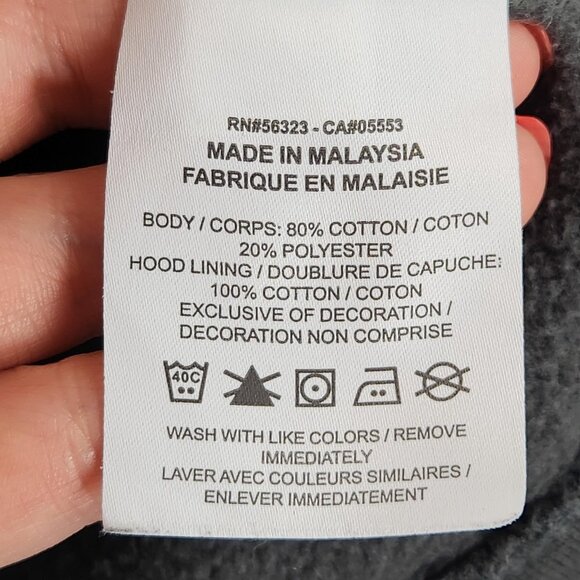 RN#56323 - CA#05553
MADE IN MALAYSIA
FABRIQUE EN MALAISIE
BODY / CORPS: 80% COTTON / COTON
20% POLYESTER
HOOD LINING / DOUBLURE DE CAPUCHE:
100% COTTON / COTON
EXCLUSIVE OF DECORATION /
DECORATION NON COMPRISE
40C
WASH WITH LIKE COLORS / REMOVE
IMMEDIATELY
LAVER AVEC COULEURS SIMILAIRES /
ENLEVER IMMEDIATEMENT